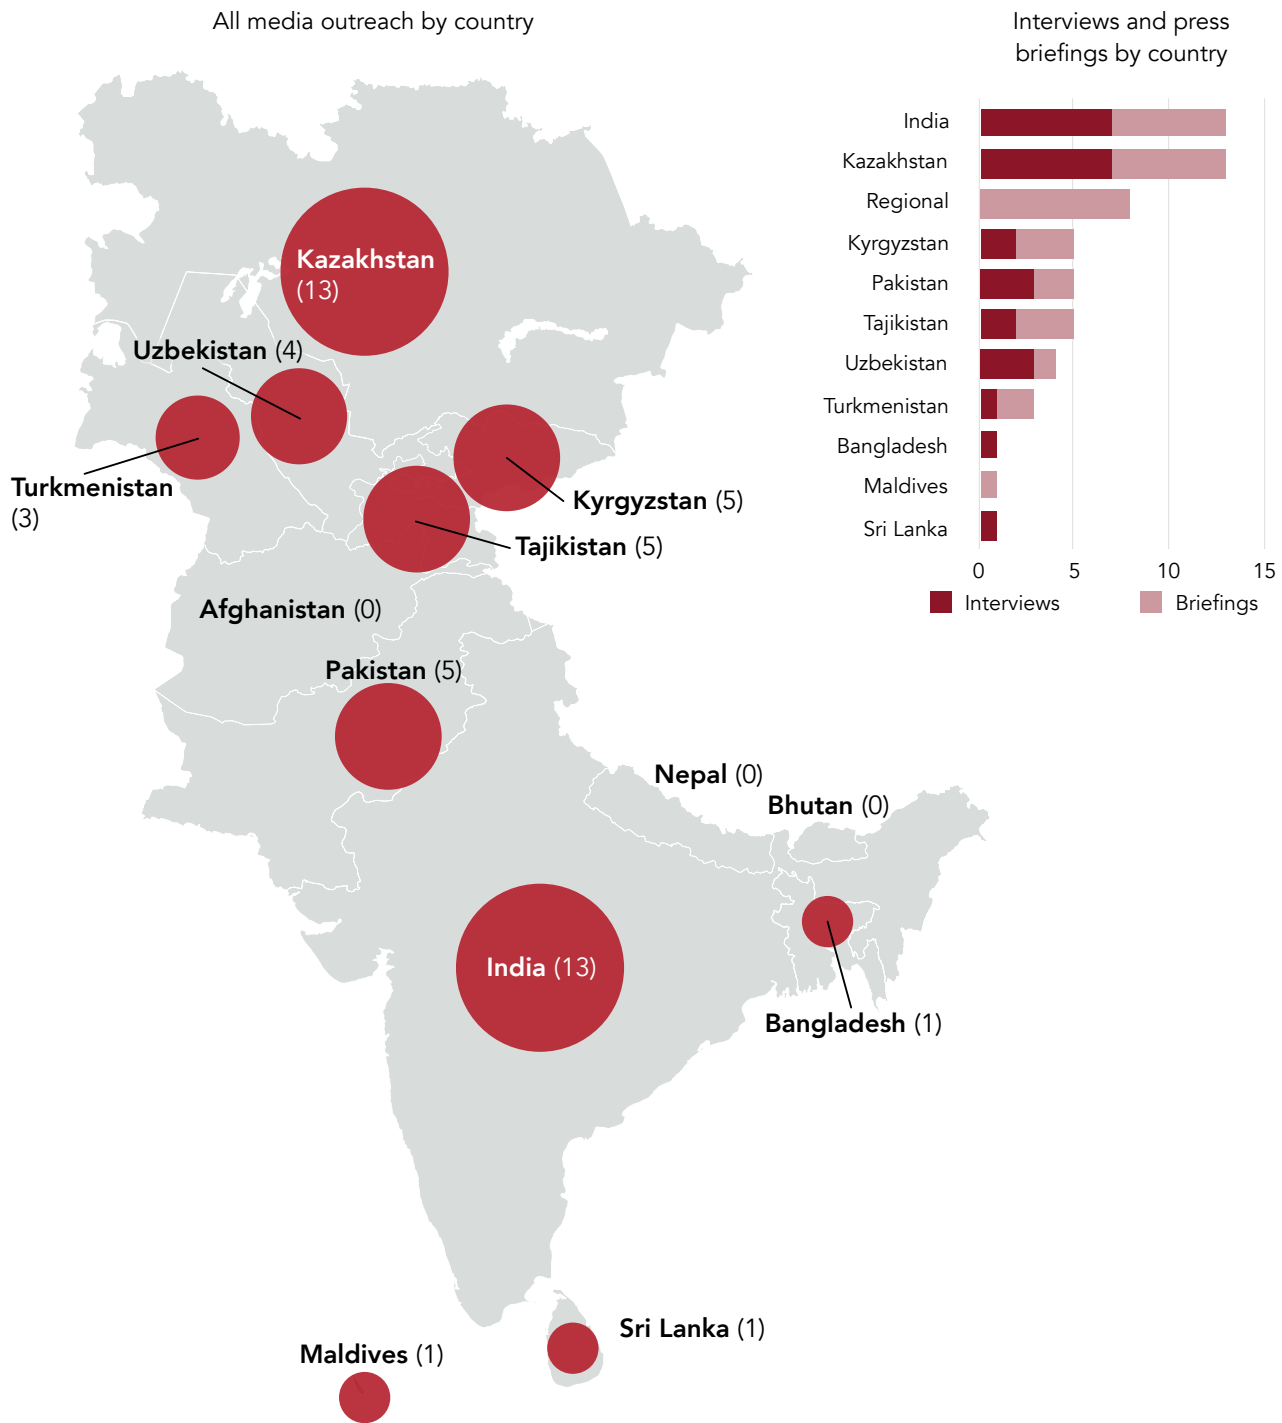 All media outreach by country
Kazakhstan
(13)
Uzbekistan (4)
Turkmenistan
(3)
Kyrgyzstan (5)
Tajikistan (5)
Afghanistan (0)
Pakistan (5)
Nepal (0)
Bhutan (0)
India (13)
Bangladesh (1)
Sri Lanka (1)
Maldives (1)
Interviews and press
briefings by country
India
Kazakhstan
Regional
Kyrgyzstan
Pakistan
Tajikistan
Uzbekistan
Turkmenistan
Bangladesh
Maldives
Sri Lanka
0 5 10 15
Interviews Briefings